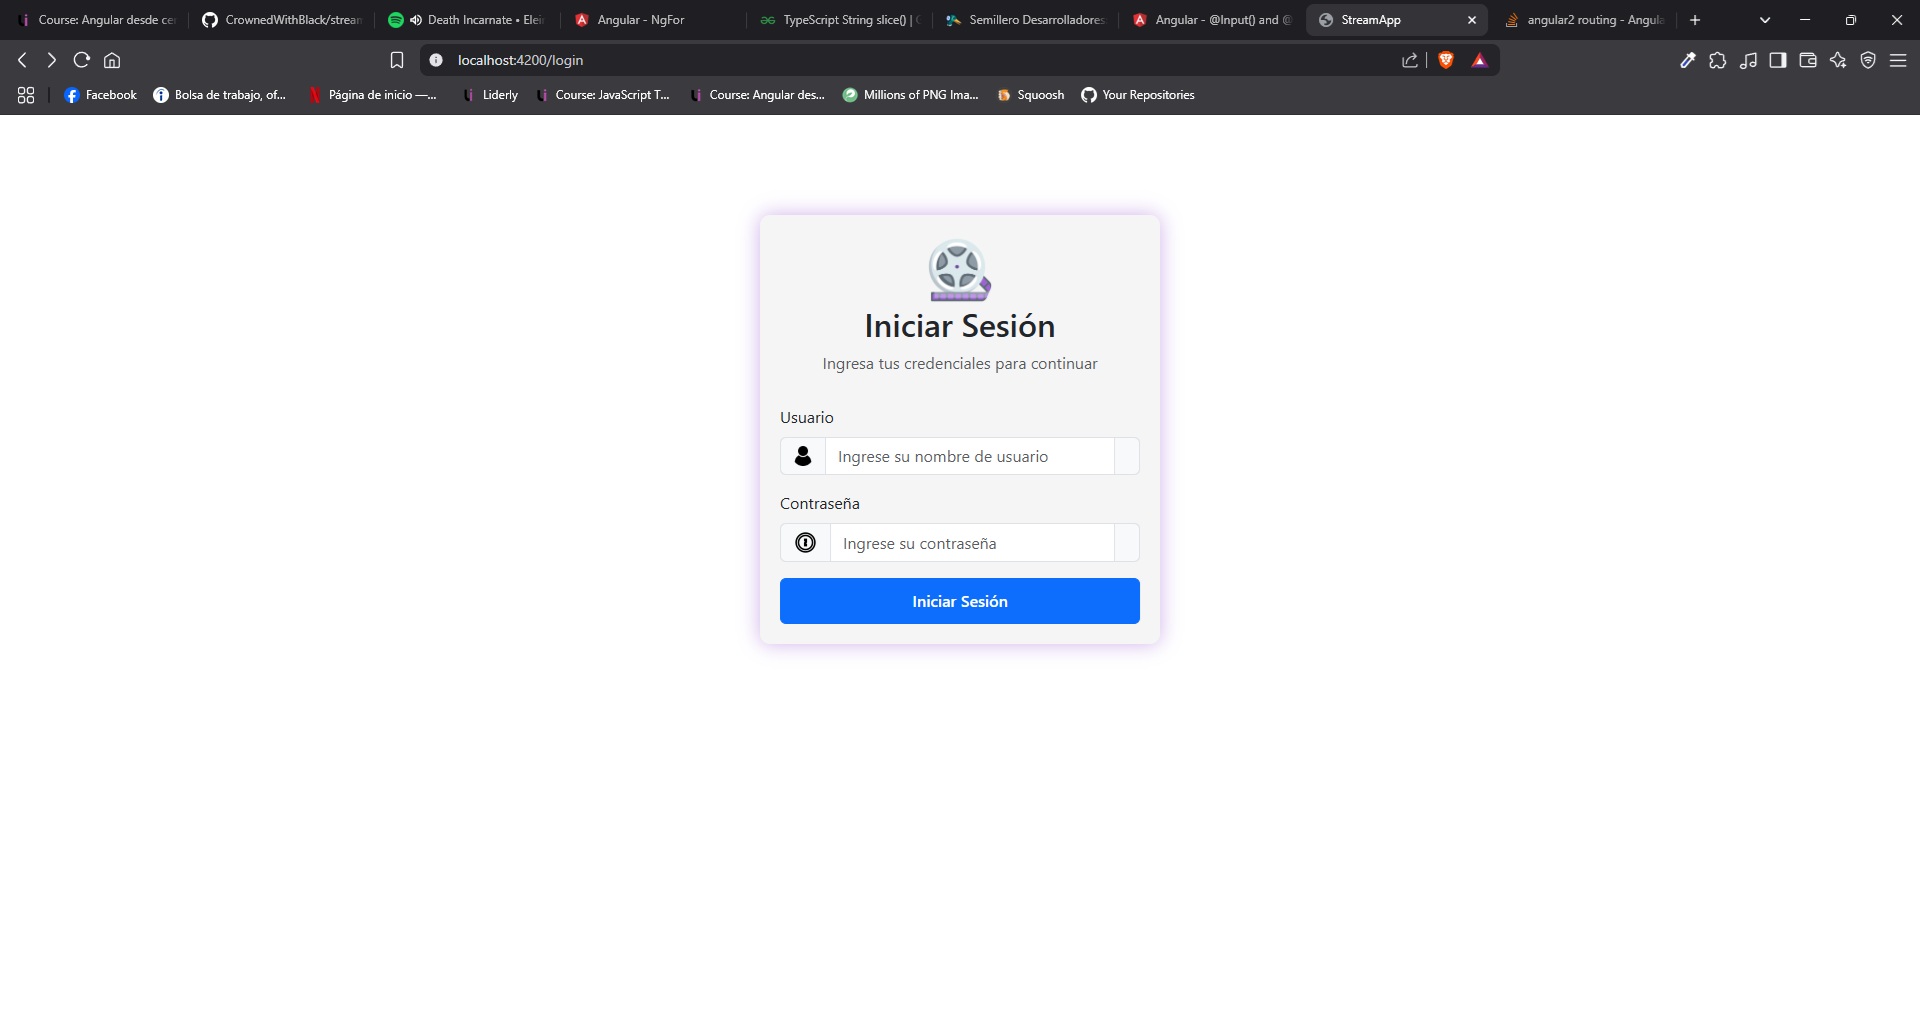 Course: Angular desde cer
CrownedWithBlack/stream
Death Incarnate • Elei
Angular - NgFor
TypeScript String slice() | G
Semillero Desarrolladores
Angular - @Input() and @
StreamApp
angular2 routing - Angula
localhost:4200/login
Facebook
Bolsa de trabajo, of...
Página de inicio —...
Liderly
Course: JavaScript T...
Course: Angular des...
Millions of PNG Ima...
Squoosh
Your Repositories
Iniciar Sesión
Ingresa tus credenciales para continuar
Usuario
Ingrese su nombre de usuario
Contraseña
Ingrese su contraseña
Iniciar Sesión